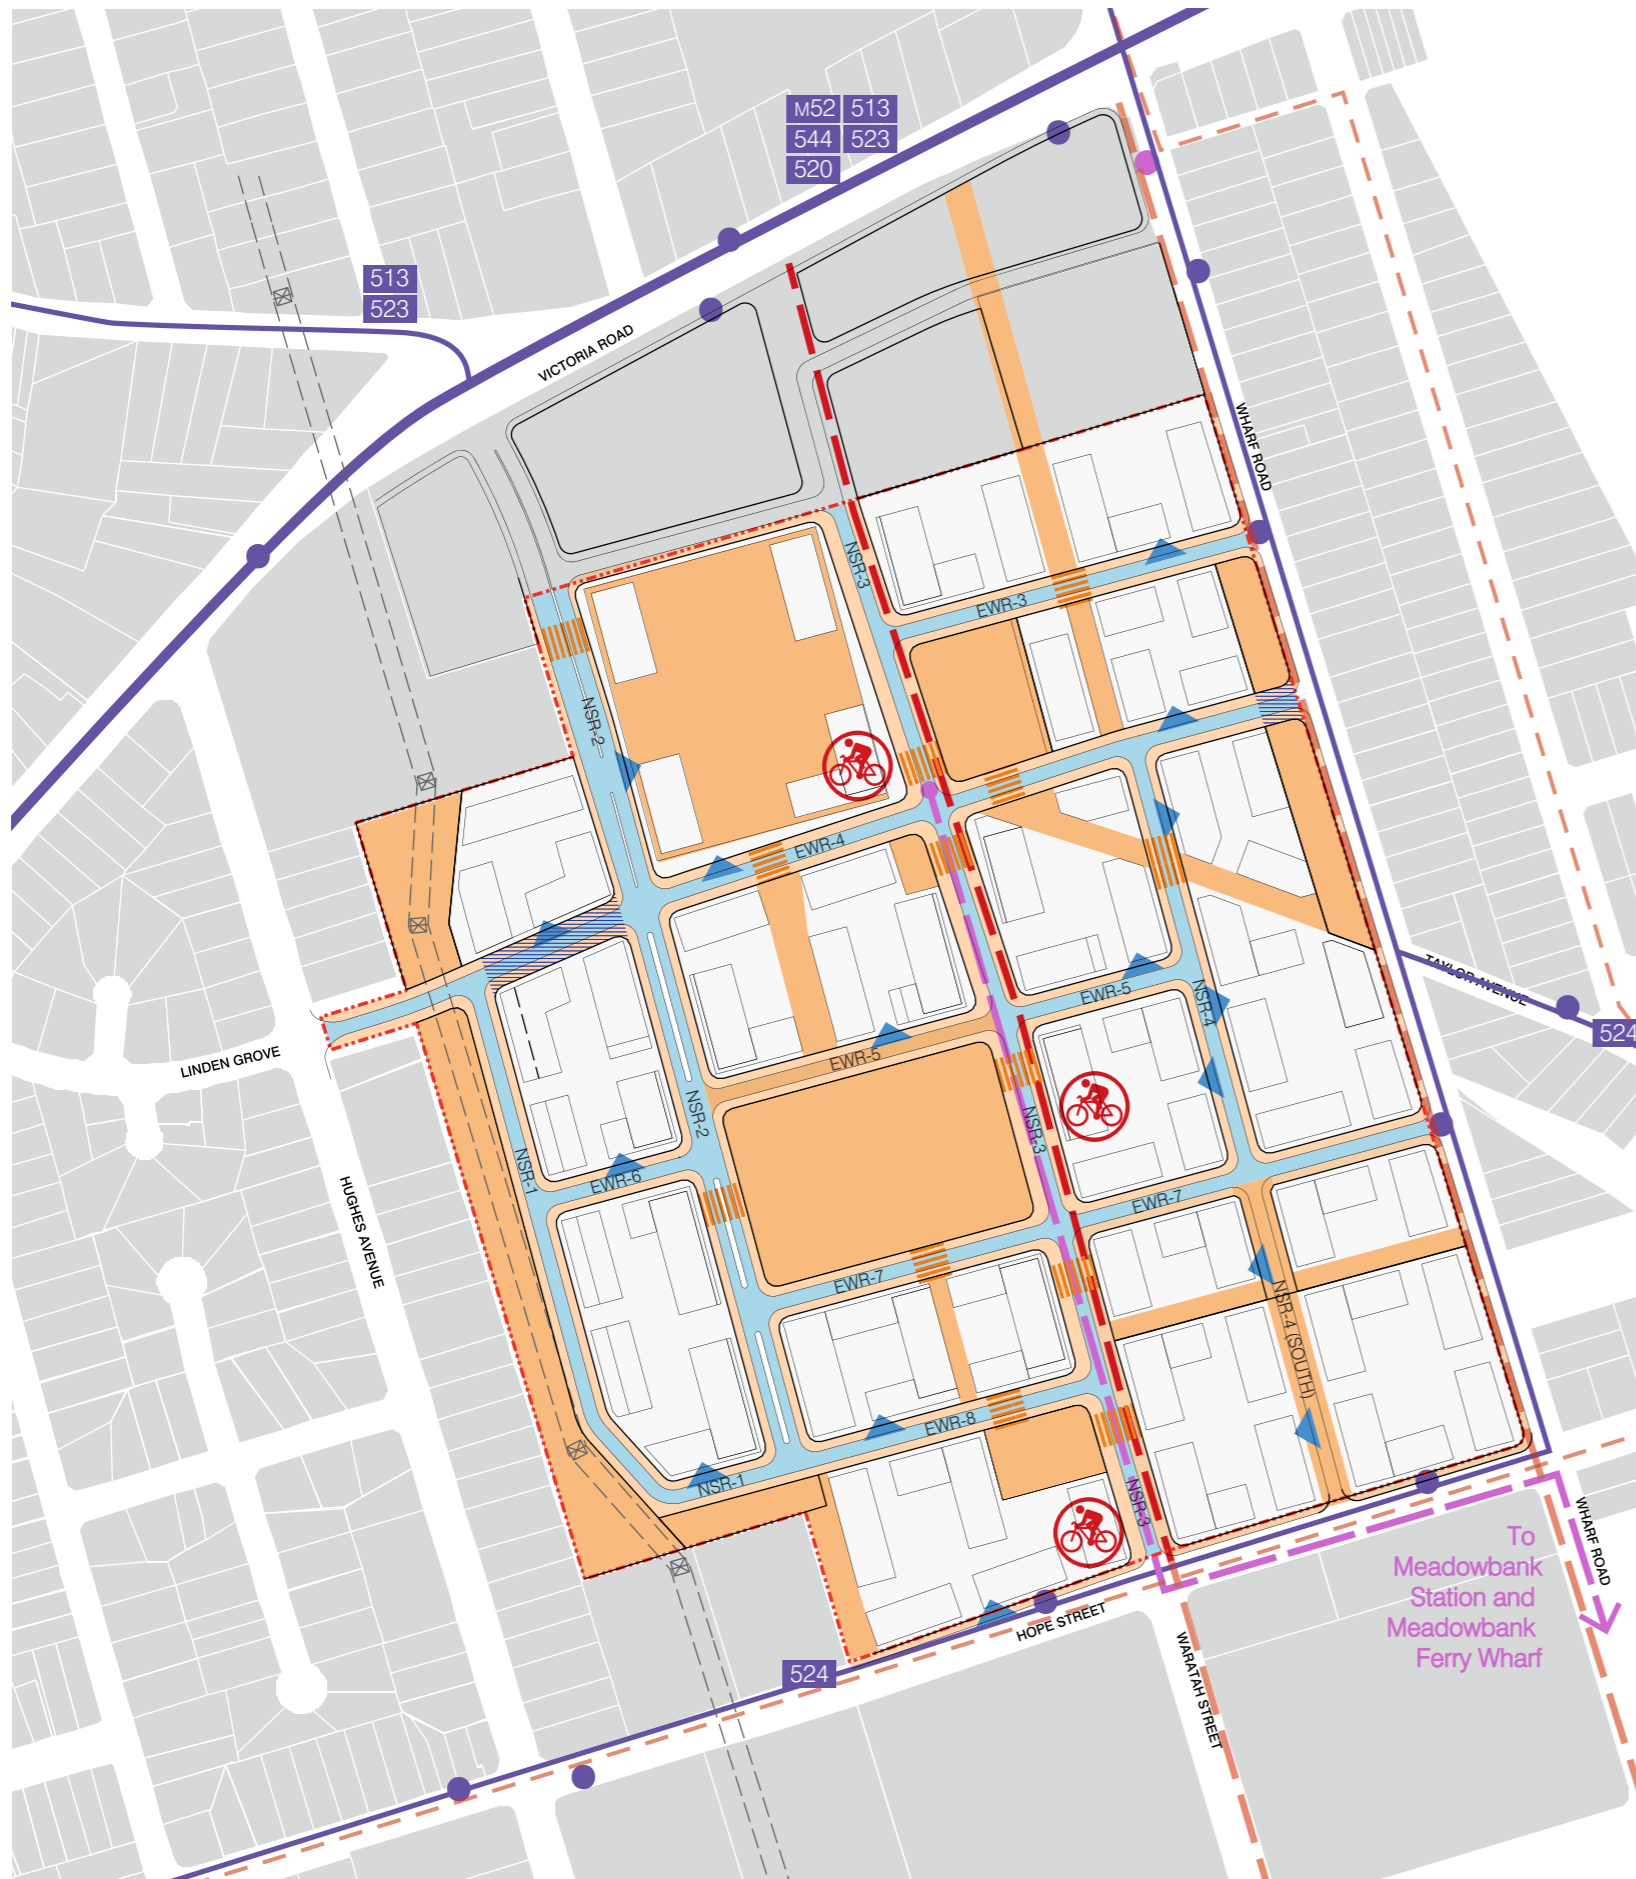 M52 513
544 523
520
513
523
VICTORIA ROAD
WHARF ROAD
NSR-3
EWR-3
NSR-2
EWR-4
TAYLOR AVENUE
524
NSR-4
EWR-5
EWR-5
LINDEN GROVE
NSR-2
NSR-3
NSR-1
EWR-6
HUGHES AVENUE
EWR-7
EWR-7
NSR-4 (SOUTH)
EWR-8
NSR-1
NSR-3
WHARF ROAD
To
Meadowbank
Station and
Meadowbank
Ferry Wharf
HOPE STREET
WARATAH STREET
524